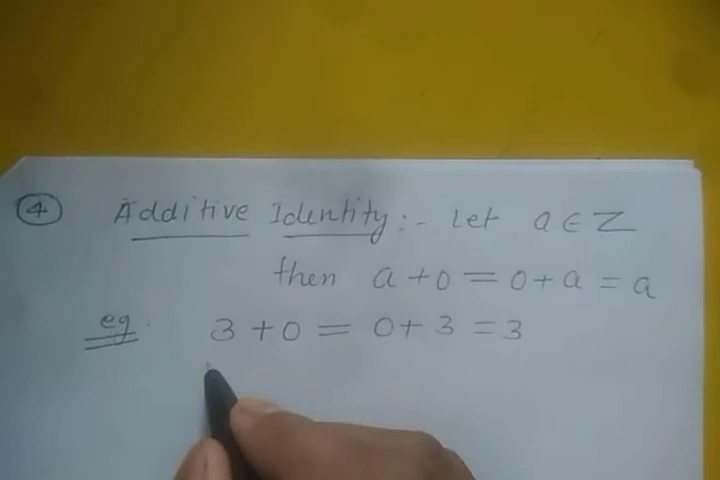 4 Additive Identity :- Let a ∈ Z
then a + 0 = 0 + a = a
eg. 3 + 0 = 0 + 3 = 3